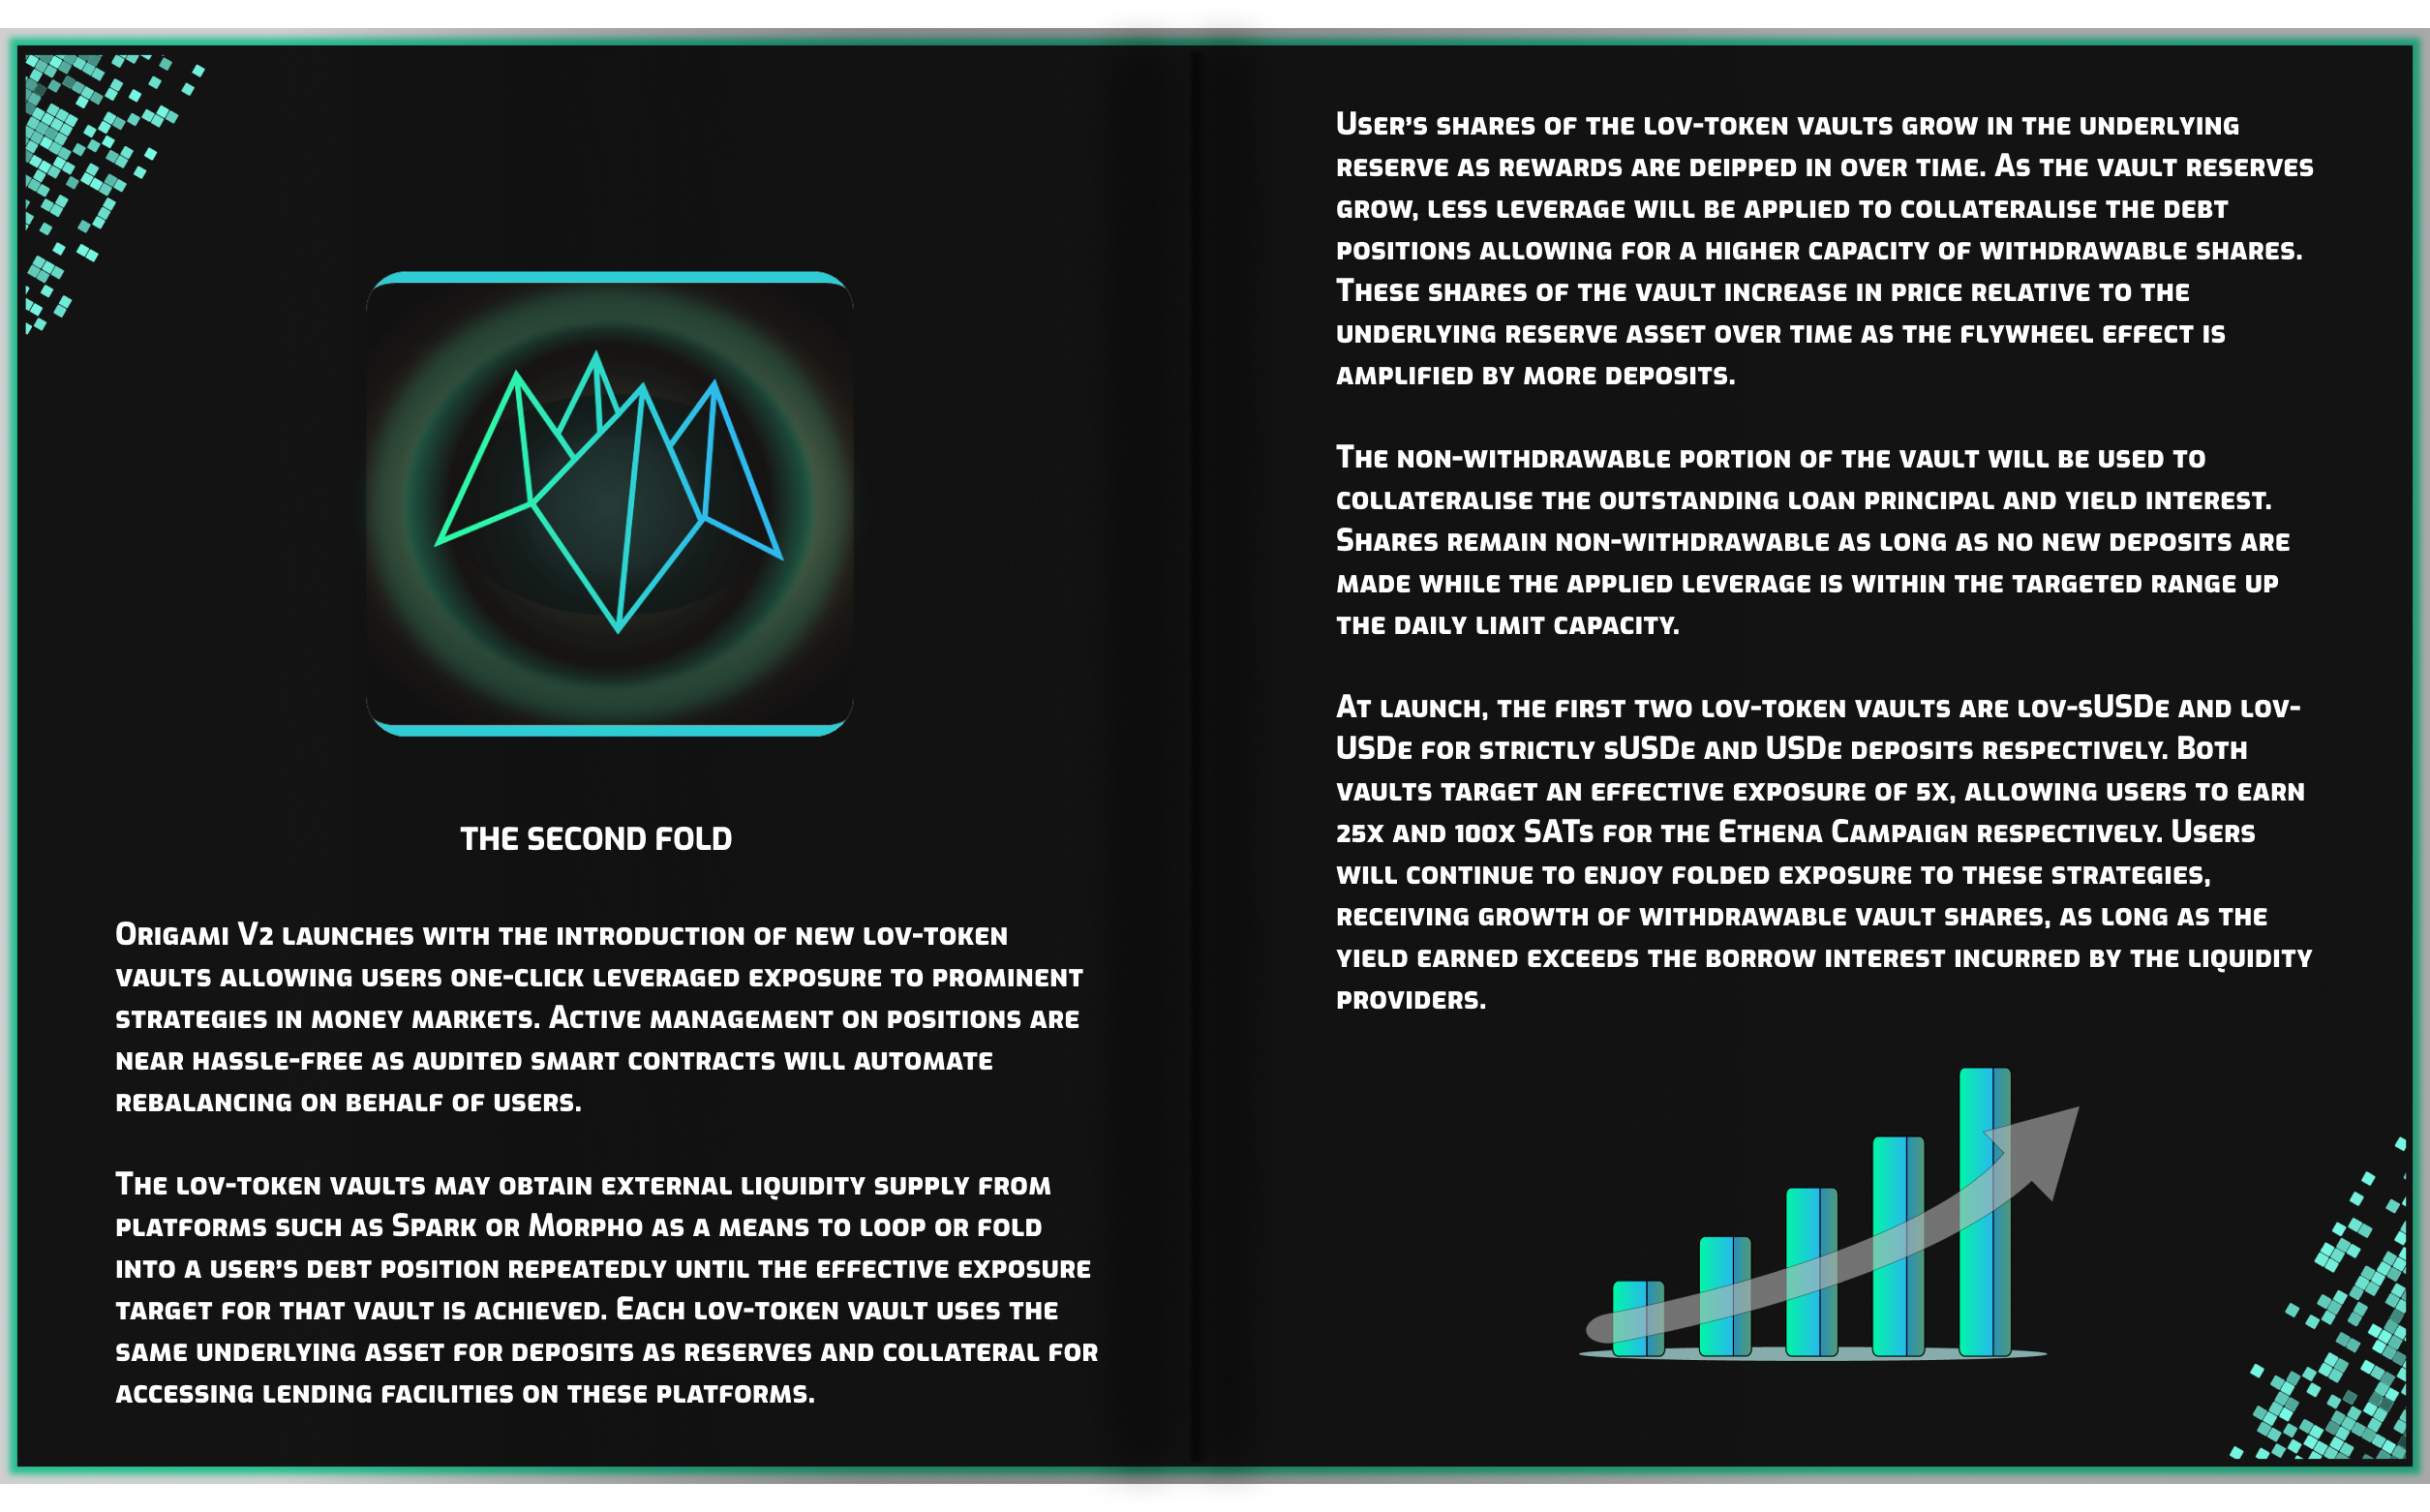 THE SECOND FOLD
Origami V2 launches with the introduction of new lov-token
vaults allowing users one-click leveraged exposure to prominent
strategies in money markets. Active management on positions are
near hassle-free as audited smart contracts will automate
rebalancing on behalf of users.
The lov-token vaults may obtain external liquidity supply from
platforms such as Spark or Morpho as a means to loop or fold
into a user's debt position repeatedly until the effective exposure
target for that vault is achieved. Each lov-token vault uses the
same underlying asset for deposits as reserves and collateral for
accessing lending facilities on these platforms.
User's shares of the lov-token vaults grow in the underlying
reserve as rewards are deipped in over time. As the vault reserves
grow, less leverage will be applied to collateralise the debt
positions allowing for a higher capacity of withdrawable shares.
These shares of the vault increase in price relative to the
underlying reserve asset over time as the flywheel effect is
amplified by more deposits.
The non-withdrawable portion of the vault will be used to
collateralise the outstanding loan principal and yield interest.
Shares remain non-withdrawable as long as no new deposits are
made while the applied leverage is within the targeted range up
the daily limit capacity.
At launch, the first two lov-token vaults are lov-sUSDe and lov-
USDe for strictly sUSDe and USDe deposits respectively. Both
vaults target an effective exposure of 5x, allowing users to earn
25x and 100x SATs for the Ethena Campaign respectively. Users
will continue to enjoy folded exposure to these strategies,
receiving growth of withdrawable vault shares, as long as the
yield earned exceeds the borrow interest incurred by the liquidity
providers.